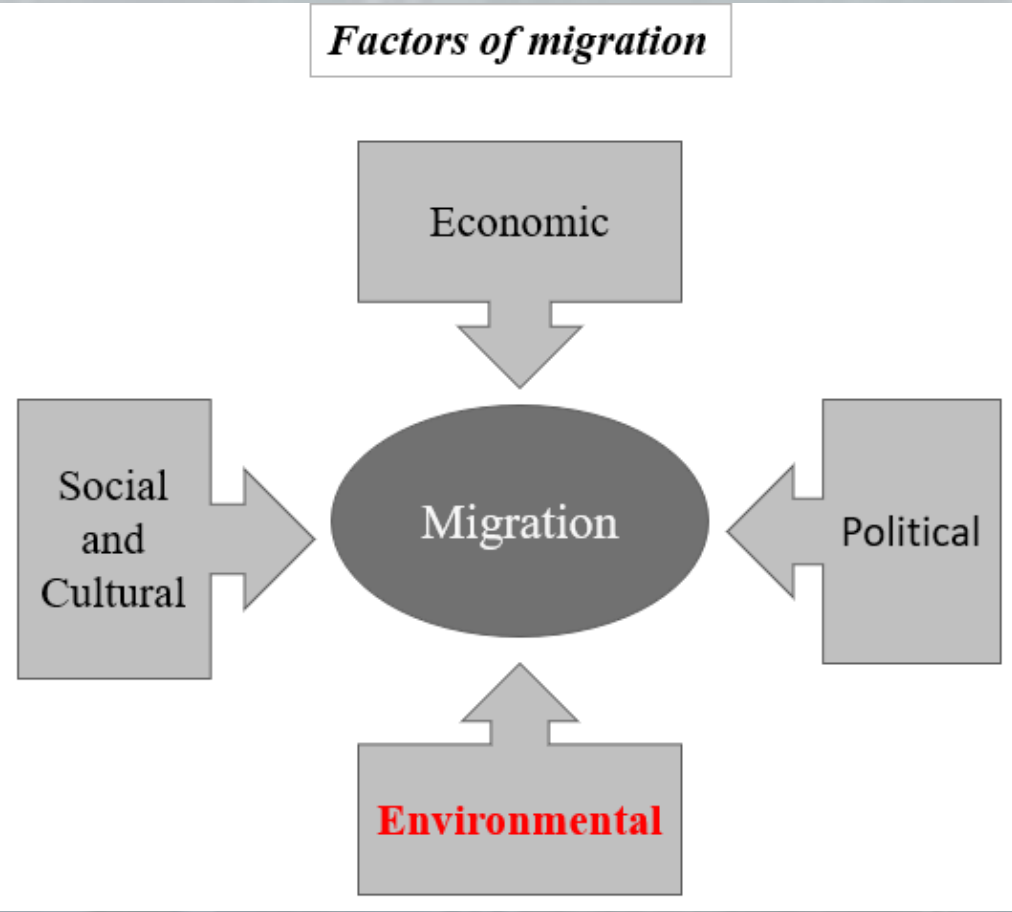 Factors of migration
Economic
Social
and
Cultural
Migration
Political
Environmental